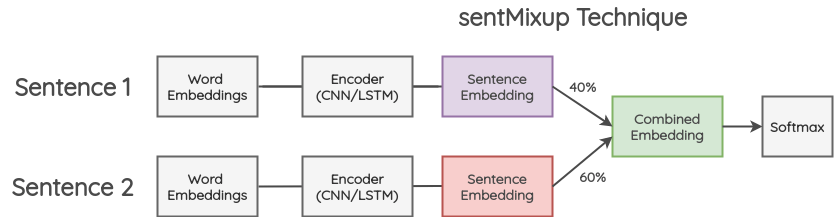 sentMixup Technique
Sentence 1
Word
Embeddings
Encoder
(CNN/LSTM)
Sentence
Embedding
40%
Combined
Embedding
Softmax
Sentence 2
Word
Embeddings
Encoder
(CNN/LSTM)
Sentence
Embedding
60%